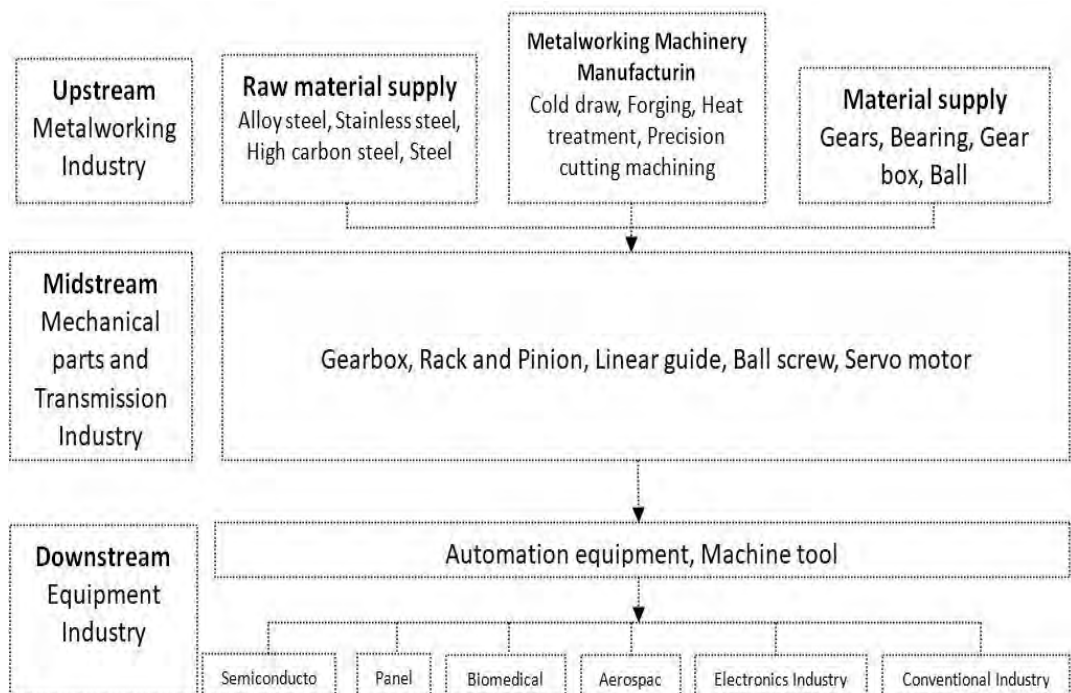 Upstream
Metalworking
Industry
Raw material supply
Alloy steel, Stainless steel,
High carbon steel, Steel
Metalworking Machinery
Manufacturin
Cold draw, Forging, Heat
treatment, Precision
cutting machining
Material supply
Gears, Bearing, Gear
box, Ball
Midstream
Mechanical
parts and
Transmission
Industry
Gearbox, Rack and Pinion, Linear guide, Ball screw, Servo motor
Downstream
Equipment
Industry
Automation equipment, Machine tool
Semiconducto
Panel
Biomedical
Aerospac
Electronics Industry
Conventional Industry